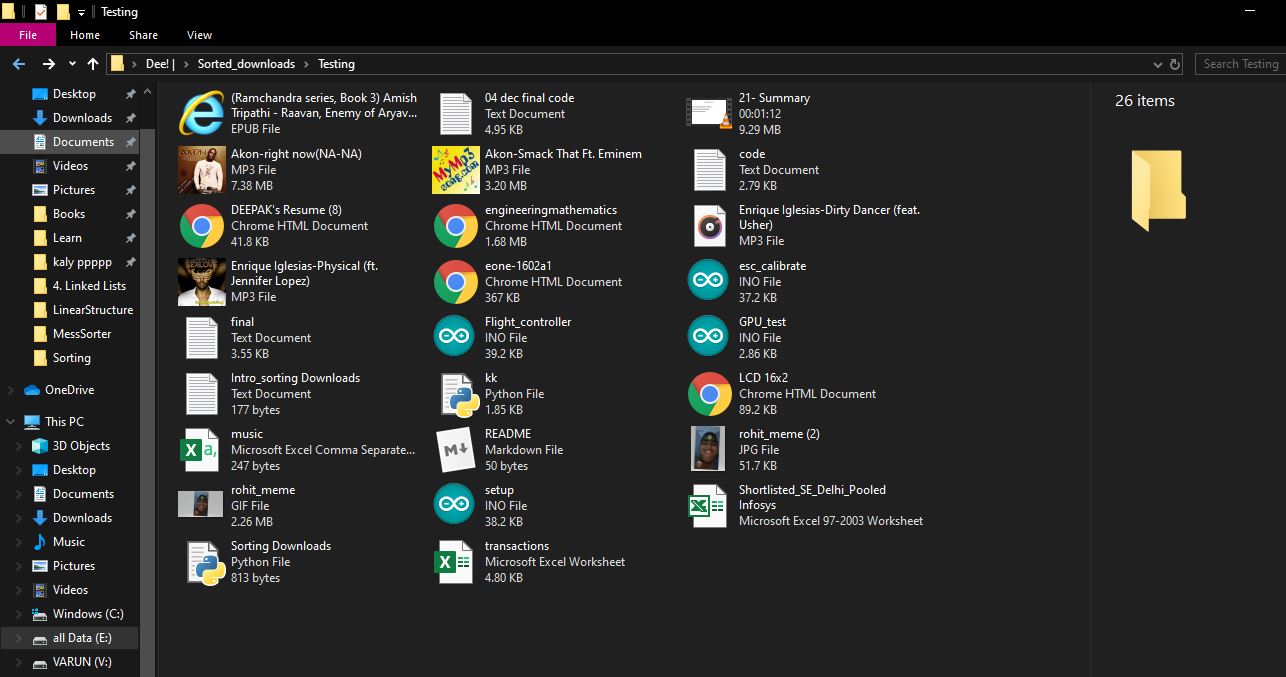 Testing
File Home Share View
Dee! | Sorted_downloads Testing Search Testing
Desktop
Downloads
Documents
Videos
Pictures
Books
Learn
kaly ppppp
4. Linked Lists
LinearStructure
MessSorter
Sorting
OneDrive
This PC
3D Objects
Desktop
Documents
Downloads
Music
Pictures
Videos
Windows (C:)
all Data (E:)
VARUN (V:)
(Ramchandra series, Book 3) Amish
Tripathi - Raavan, Enemy of Aryav...
EPUB File
04 dec final code
Text Document
4.95 KB
21- Summary
00:01:12
9.29 MB
Akon-right now(NA-NA)
MP3 File
7.38 MB
Akon-Smack That Ft. Eminem
MP3 File
3.20 MB
code
Text Document
2.79 KB
DEEPAK's Resume (8)
Chrome HTML Document
41.8 KB
engineeringmathematics
Chrome HTML Document
1.68 MB
Enrique Iglesias-Dirty Dancer (feat.
Usher)
MP3 File
Enrique Iglesias-Physical (ft.
Jennifer Lopez)
MP3 File
eone-1602a1
Chrome HTML Document
367 KB
esc_calibrate
INO File
37.2 KB
final
Text Document
3.55 KB
Flight_controller
INO File
39.2 KB
GPU_test
INO File
2.86 KB
Intro_sorting Downloads
Text Document
177 bytes
kk
Python File
1.85 KB
LCD 16x2
Chrome HTML Document
89.2 KB
music
Microsoft Excel Comma Separate...
247 bytes
README
Markdown File
50 bytes
rohit_meme (2)
JPG File
51.7 KB
rohit_meme
GIF File
2.26 MB
setup
INO File
38.2 KB
Shortlisted_SE_Delhi_Pooled
Infosys
Microsoft Excel 97-2003 Worksheet
Sorting Downloads
Python File
813 bytes
transactions
Microsoft Excel Worksheet
4.80 KB
26 items